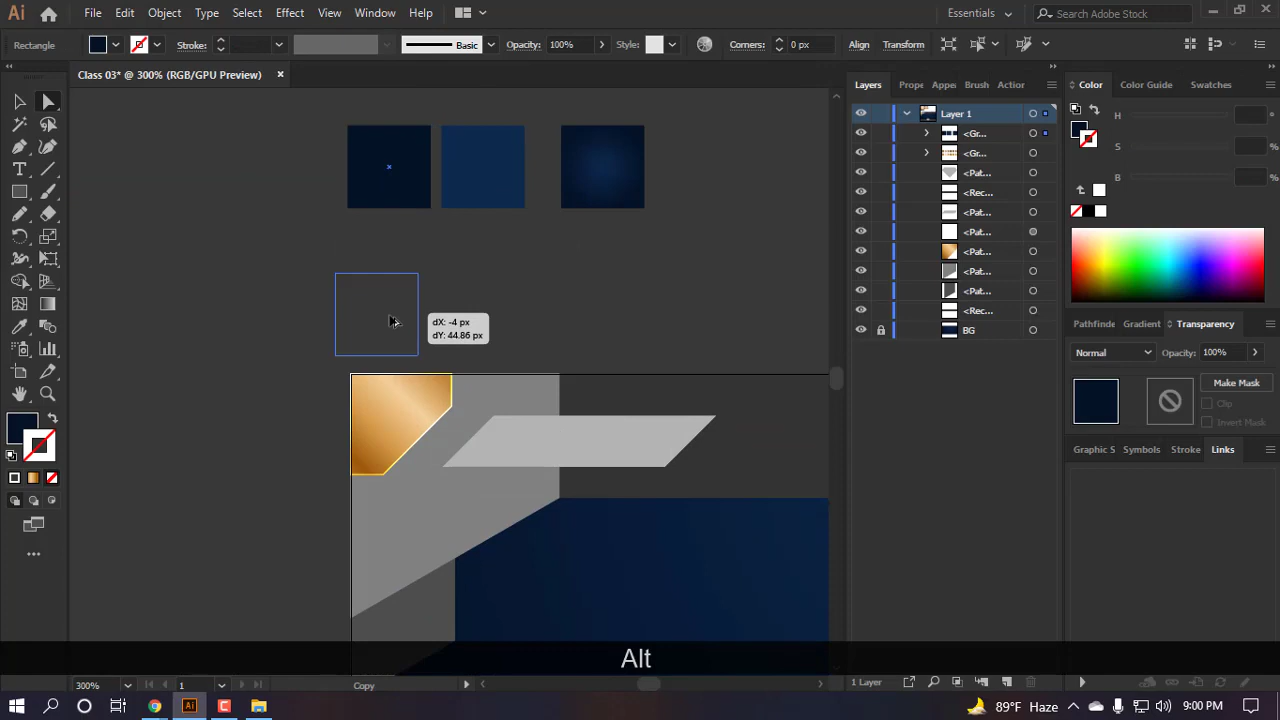 Ai File Edit Object Type Select Effect View Window Help Essentials Search Adobe Stock
Rectangle Stroke: Basic Opacity: 100% Style: Corners: 0 px Align Transform
Class 03* @ 300% (RGB/GPU Preview) ×
Layers Prope Appe Brush Action Color Color Guide Swatches
Layer 1
<Gr...
<Gr...
<Pat...
<Rec...
<Pat...
<Pat...
<Pat...
<Pat...
<Pat...
<Rec...
BG
H °
S %
B %
dX: -4 px
dY: 44.86 px
Pathfinde Gradient Transparency
Normal Opacity: 100%
Make Mask
Clip
Invert Mask
Graphic S Symbols Stroke Links
Alt
300% 1 Copy 1 Layer
Ai 89°F Haze 9:00 PM